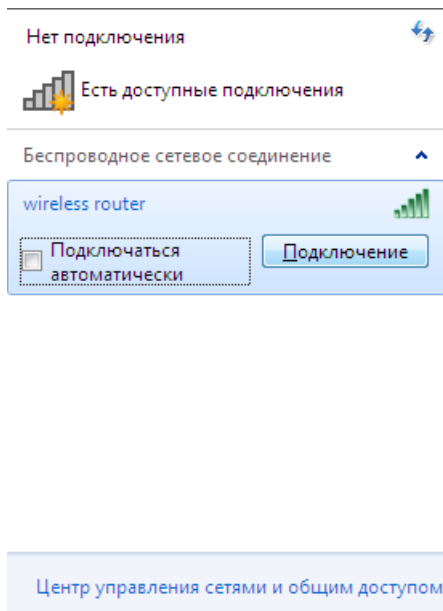 Нет подключения
Есть доступные подключения
Беспроводное сетевое соединение
wireless router
Подключаться
автоматически
Подключение
Центр управления сетями и общим доступом